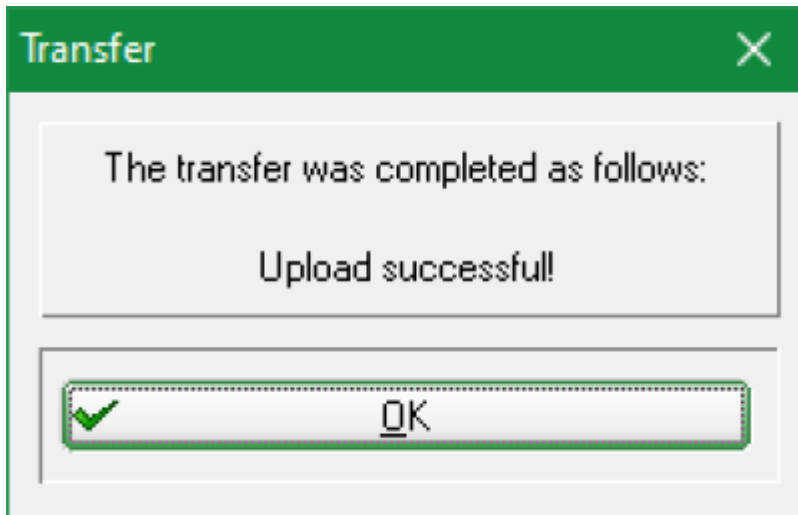 Transfer
The transfer was completed as follows:
Upload successful!
OK